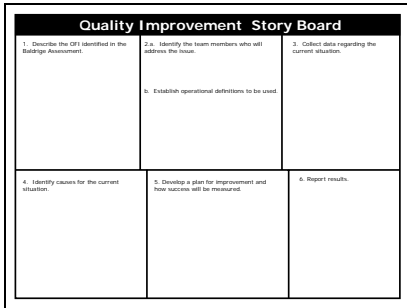 Quality Improvement Story Board
1. Describe the OFI identified in the
Baldrige Assessment.
2.a. Identify the team members who will
address the issue.
b. Establish operational definitions to be used.
3. Collect data regarding the
current situation.
4. Identify causes for the current
situation.
5. Develop a plan for improvement and
how success will be measured.
6. Report results.